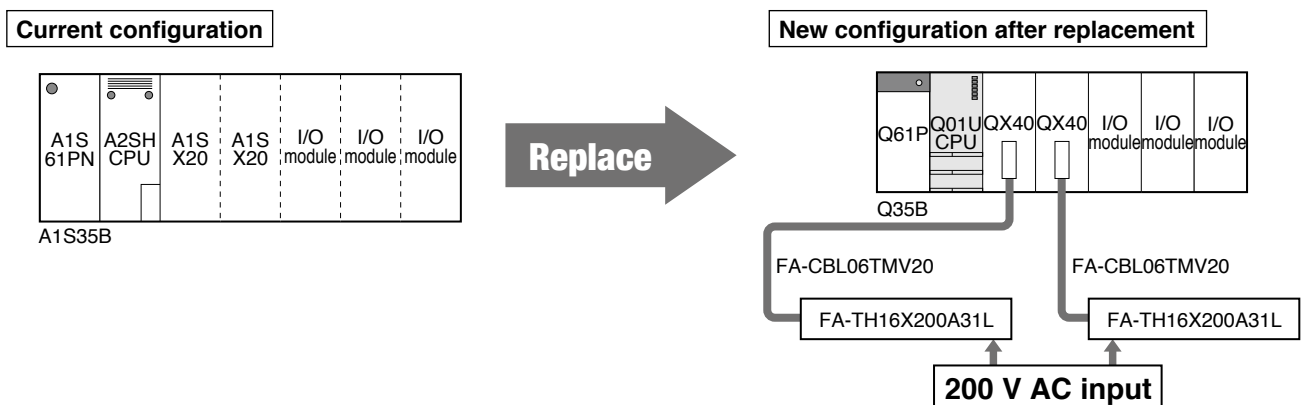 Current configuration
A1S
61PN
A2SH
CPU
A1S
X20
A1S
X20
I/O
module
I/O
module
I/O
module
A1S35B
Replace
New configuration after replacement
Q61P
Q01U
CPU
QX40
QX40
I/O
module
I/O
module
I/O
module
Q35B
FA-CBL06TMV20
FA-CBL06TMV20
FA-TH16X200A31L
FA-TH16X200A31L
200 V AC input